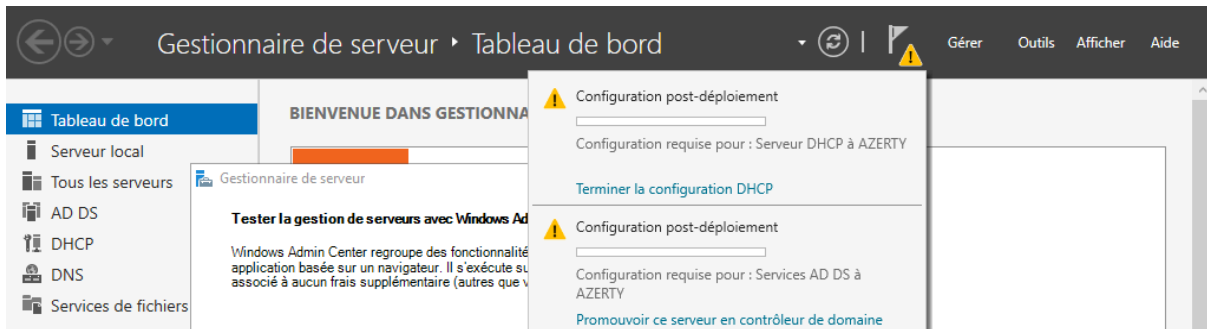 Gestionnaire de serveur ‣ Tableau de bord
Gérer Outils Afficher Aide
Tableau de bord
Serveur local
Tous les serveurs
AD DS
DHCP
DNS
Services de fichiers
BIENVENUE DANS GESTIONNA
Gestionnaire de serveur
Tester la gestion de serveurs avec Windows Ad
Windows Admin Center regroupe des fonctionnalité
application basée sur un navigateur. Il s'exécute su
associé à aucun frais supplémentaire (autres que v
Configuration post-déploiement
Configuration requise pour : Serveur DHCP à AZERTY
Terminer la configuration DHCP
Configuration post-déploiement
Configuration requise pour : Services AD DS à
AZERTY
Promouvoir ce serveur en contrôleur de domaine